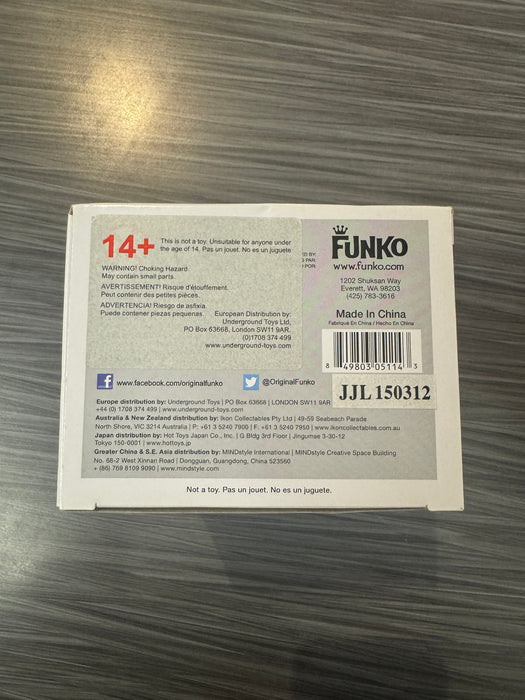 14+
This is not a toy. Unsuitable for anyone under
the age of 14. Pas un jouet. No es un juguete
WARNING! Choking Hazard
May contain small parts.
AVERTISSEMENT! Risque d'étouffement.
Peut contenir des petites pièces.
ADVERTENCIA! Riesgo de asfixia.
Puede contener piezas pequenas.
European Distribution by:
Underground Toys Ltd,
PO Box 63668, London SW11 9AR.
(0)1708 374 499
www.underground-toys.com
FUNKO
www.funko.com
1202 Shuksan Way
Everett, WA 98203
(425) 783-3616
Made In China
Fabriqué En China / Hecho En China
8 49803 05114 3
JJL 150312
www.facebook.com/originalfunko
@OriginalFunko
Europe distribution by: Underground Toys | PO Box 63668 | LONDON SW11 9AR
+44 (0) 1708 374 499 | www.underground-toys.com
Australia & New Zealand distribution by: Ikon Collectables Pty Ltd | 49-59 Seabeach Parade
North Shore, VIC 3214 Australia | P: +61 3 5240 7900 | F: +61 3 5240 7950 | www.ikoncollectables.com.au
Japan distribution by: Hot Toys Japan Co., Inc. | G Bldg 3rd Floor | Jingumae 3-30-12
Tokyo 150-0001 | www.hottoys.jp
Greater China & S.E. Asia distribution by: MINDstyle International | MINDstyle Creative Space Building
No. 68-2 West Xinnan Road | Dongguan, Guangdong, China 523560
+ (86) 769 8109 9090 | www.mindstyle.com
Not a toy. Pas un jouet. No es un juguete.